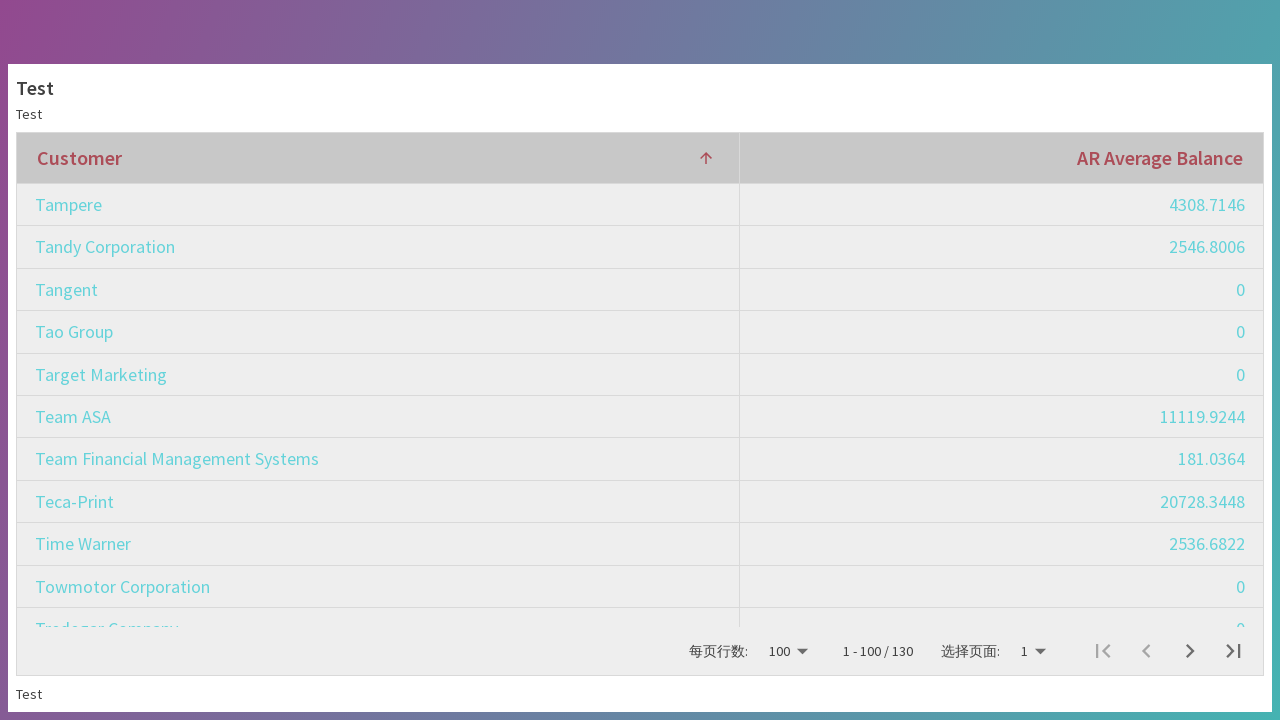 Test
Test
Customer AR Average Balance
Tampere 4308.7146
Tandy Corporation 2546.8006
Tangent 0
Tao Group 0
Target Marketing 0
Team ASA 11119.9244
Team Financial Management Systems 181.0364
Teca-Print 20728.3448
Time Warner 2536.6822
Towmotor Corporation 0
每页行数: 100 1 - 100 / 130 选择页面: 1
Test